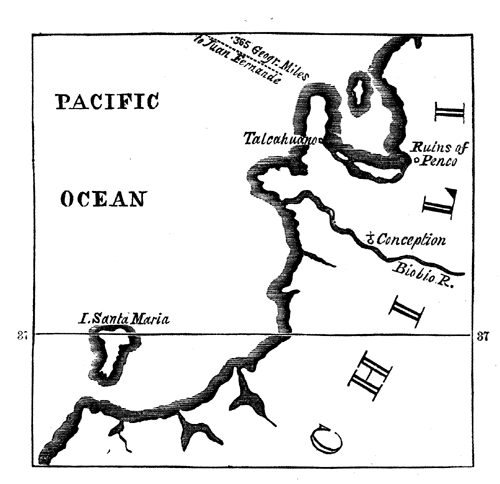 .365 Geogr. Miles
to Juan Fernande
PACIFIC
OCEAN
Talcahuano
Ruins of
Penco
Conception
Biobio R.
I. Santa Maria
37
37
CHILI